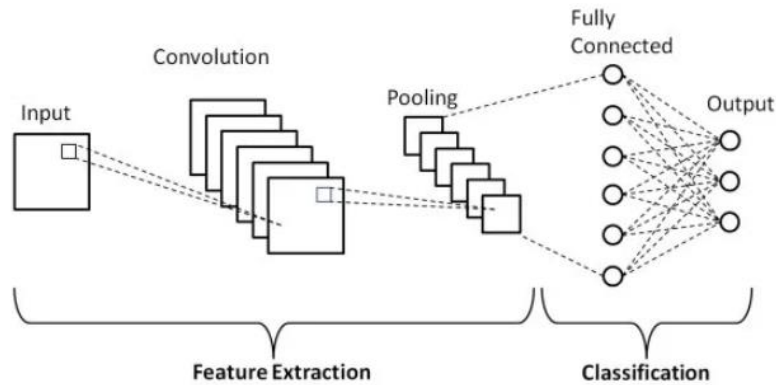 Input
Convolution
Pooling
Fully
Connected
Output
Feature Extraction
Classification